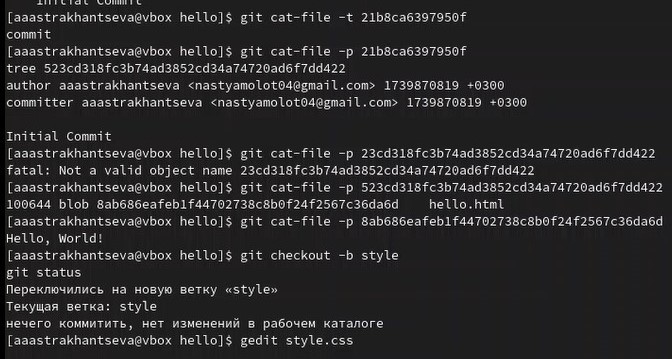 Initial Commit
[aaastrakhantseva@vbox hello]$ git cat-file -t 21b8ca6397950f
commit
[aaastrakhantseva@vbox hello]$ git cat-file -p 21b8ca6397950f
tree 523cd318fc3b74ad3852cd34a74720ad6f7dd422
author aaastrakhantseva <nastyamolot04@gmail.com> 1739870819 +0300
committer aaastrakhantseva <nastyamolot04@gmail.com> 1739870819 +0300
Initial Commit
[aaastrakhantseva@vbox hello]$ git cat-file -p 23cd318fc3b74ad3852cd34a74720ad6f7dd422
fatal: Not a valid object name 23cd318fc3b74ad3852cd34a74720ad6f7dd422
[aaastrakhantseva@vbox hello]$ git cat-file -p 523cd318fc3b74ad3852cd34a74720ad6f7dd422
100644 blob 8ab686eafeb1f44702738c8b0f24f2567c36da6d    hello.html
[aaastrakhantseva@vbox hello]$ git cat-file -p 8ab686eafeb1f44702738c8b0f24f2567c36da6d
Hello, World!
[aaastrakhantseva@vbox hello]$ git checkout -b style
git status
Переключились на новую ветку «style»
Текущая ветка: style
нечего коммитить, нет изменений в рабочем каталоге
[aaastrakhantseva@vbox hello]$ gedit style.css